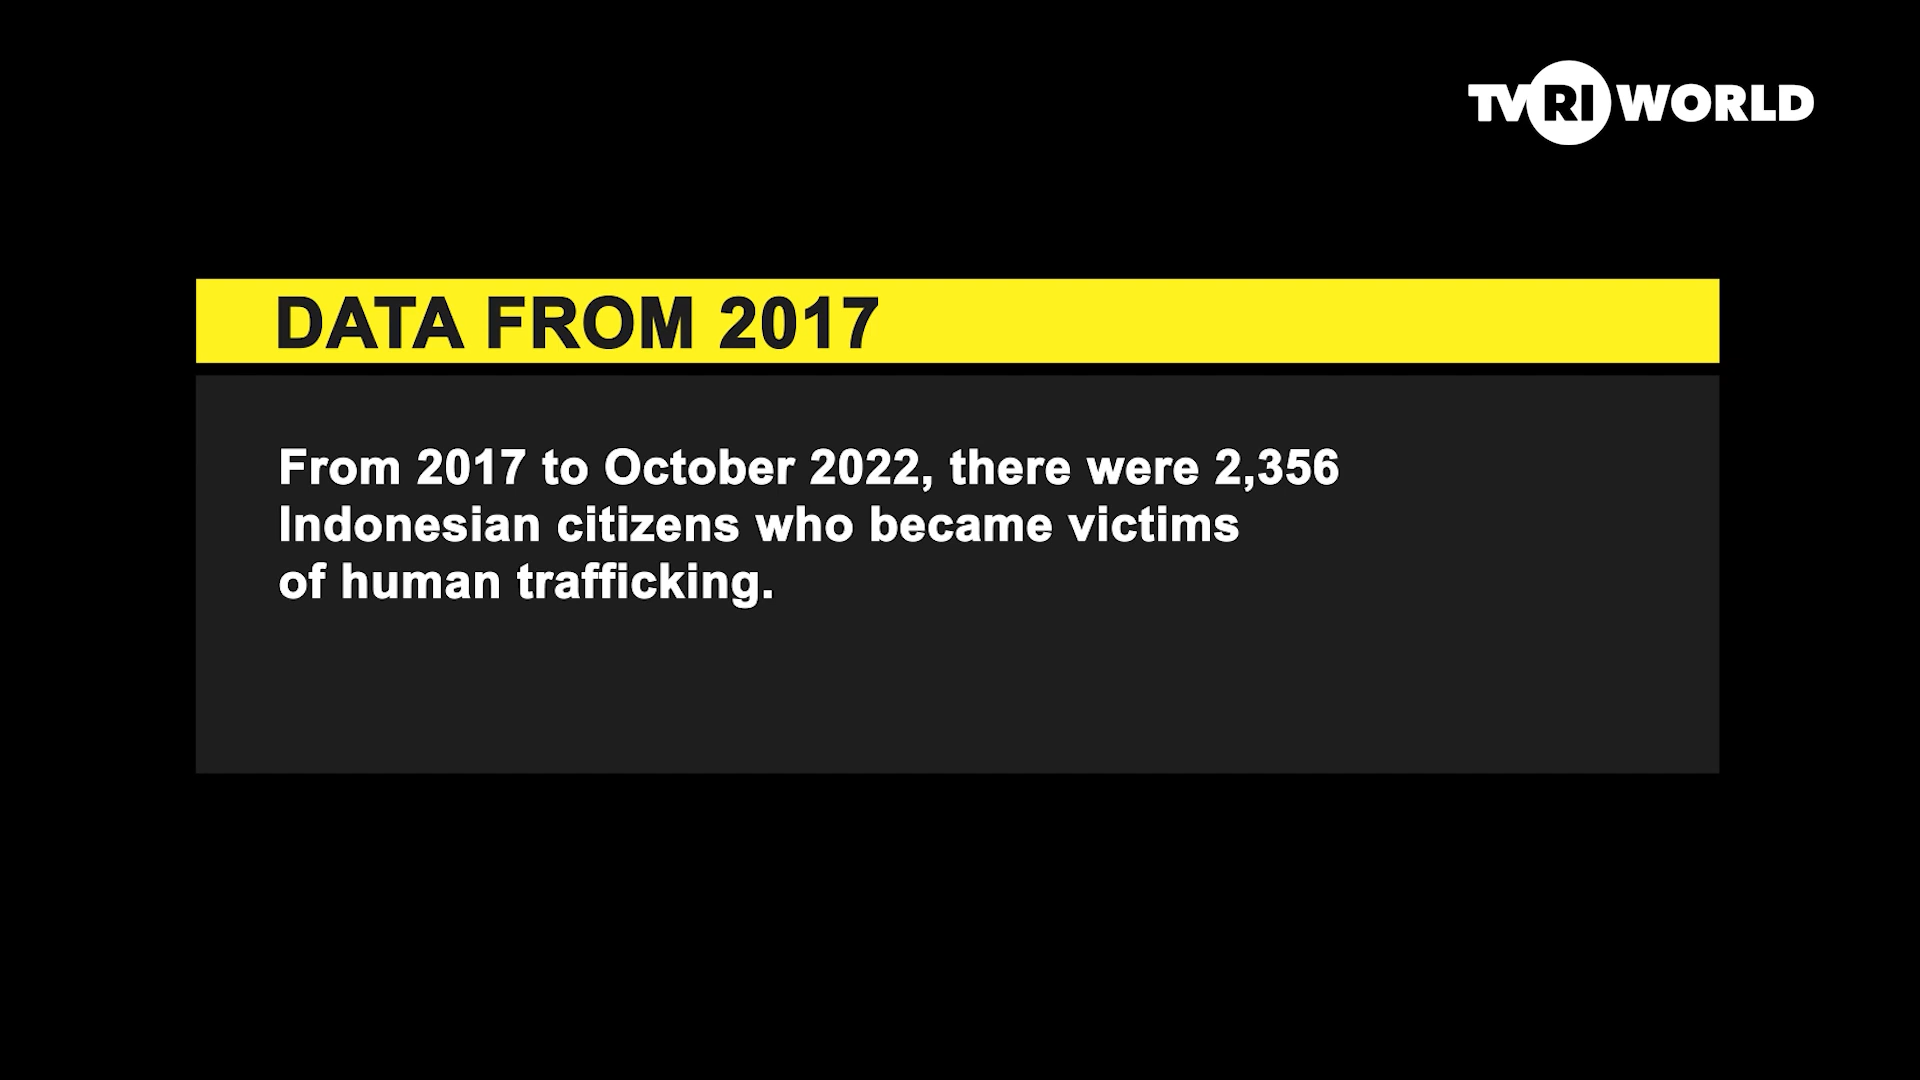 TVRI WORLD
DATA FROM 2017
From 2017 to October 2022, there were 2,356
Indonesian citizens who became victims
of human trafficking.